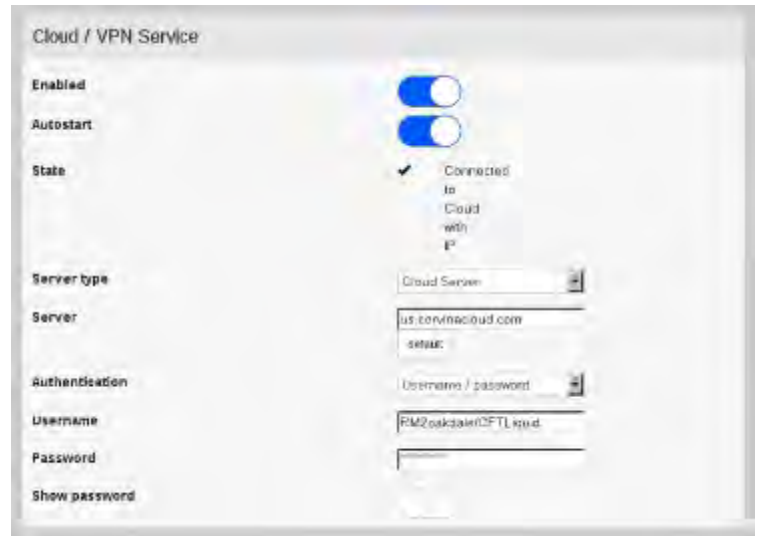 Cloud / VPN Service
Enabled
Autostart
State
Connected
to
Cloud
with
IP
Server type
Cloud Server
Server
us.corvinacloud.com
default
Authentication
Username / password
Username
Password
Show password